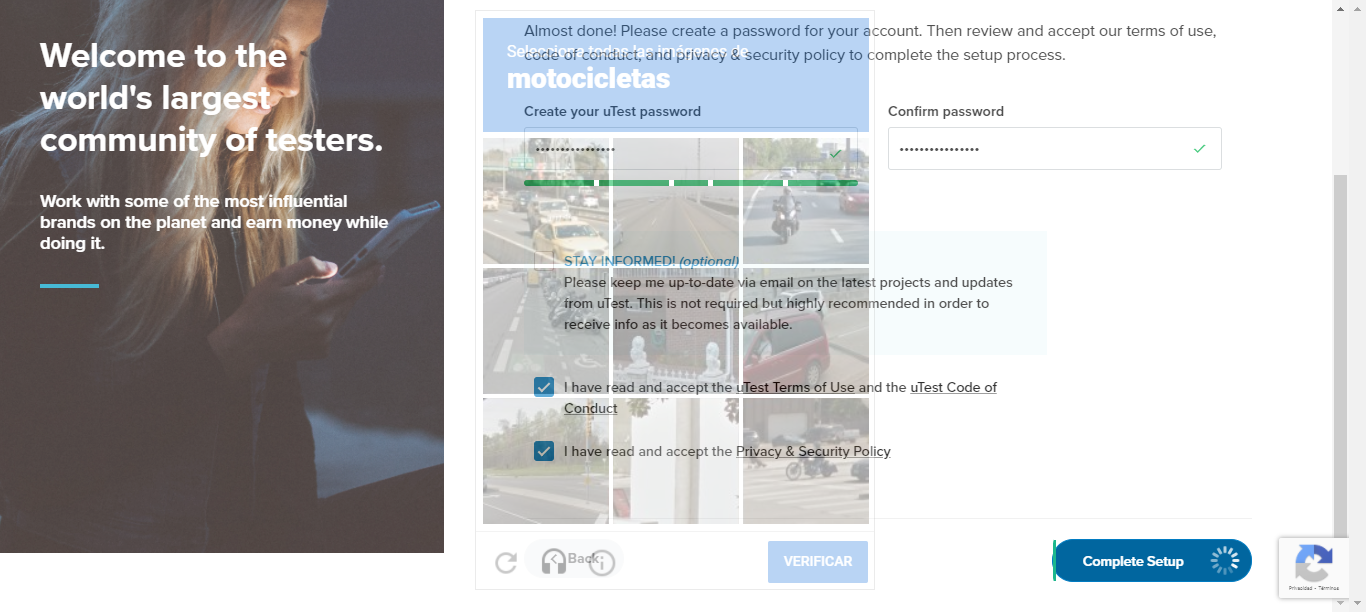 Welcome to the
world's largest
community of testers.
Work with some of the most influential
brands on the planet and earn money while
doing it.
Almost done! Please create a password for your account. Then review and accept our terms of use,
code of conduct, and privacy & security policy to complete the setup process.
Selecciona todas las imágenes de
motocicletas
Create your uTest password
Confirm password
STAY INFORMED! (optional)
Please keep me up-to-date via email on the latest projects and updates
from uTest. This is not required but highly recommended in order to
receive info as it becomes available.
I have read and accept the uTest Terms of Use and the uTest Code of
Conduct
I have read and accept the Privacy & Security Policy
Back
VERIFICAR
Complete Setup
Privacidad - Términos